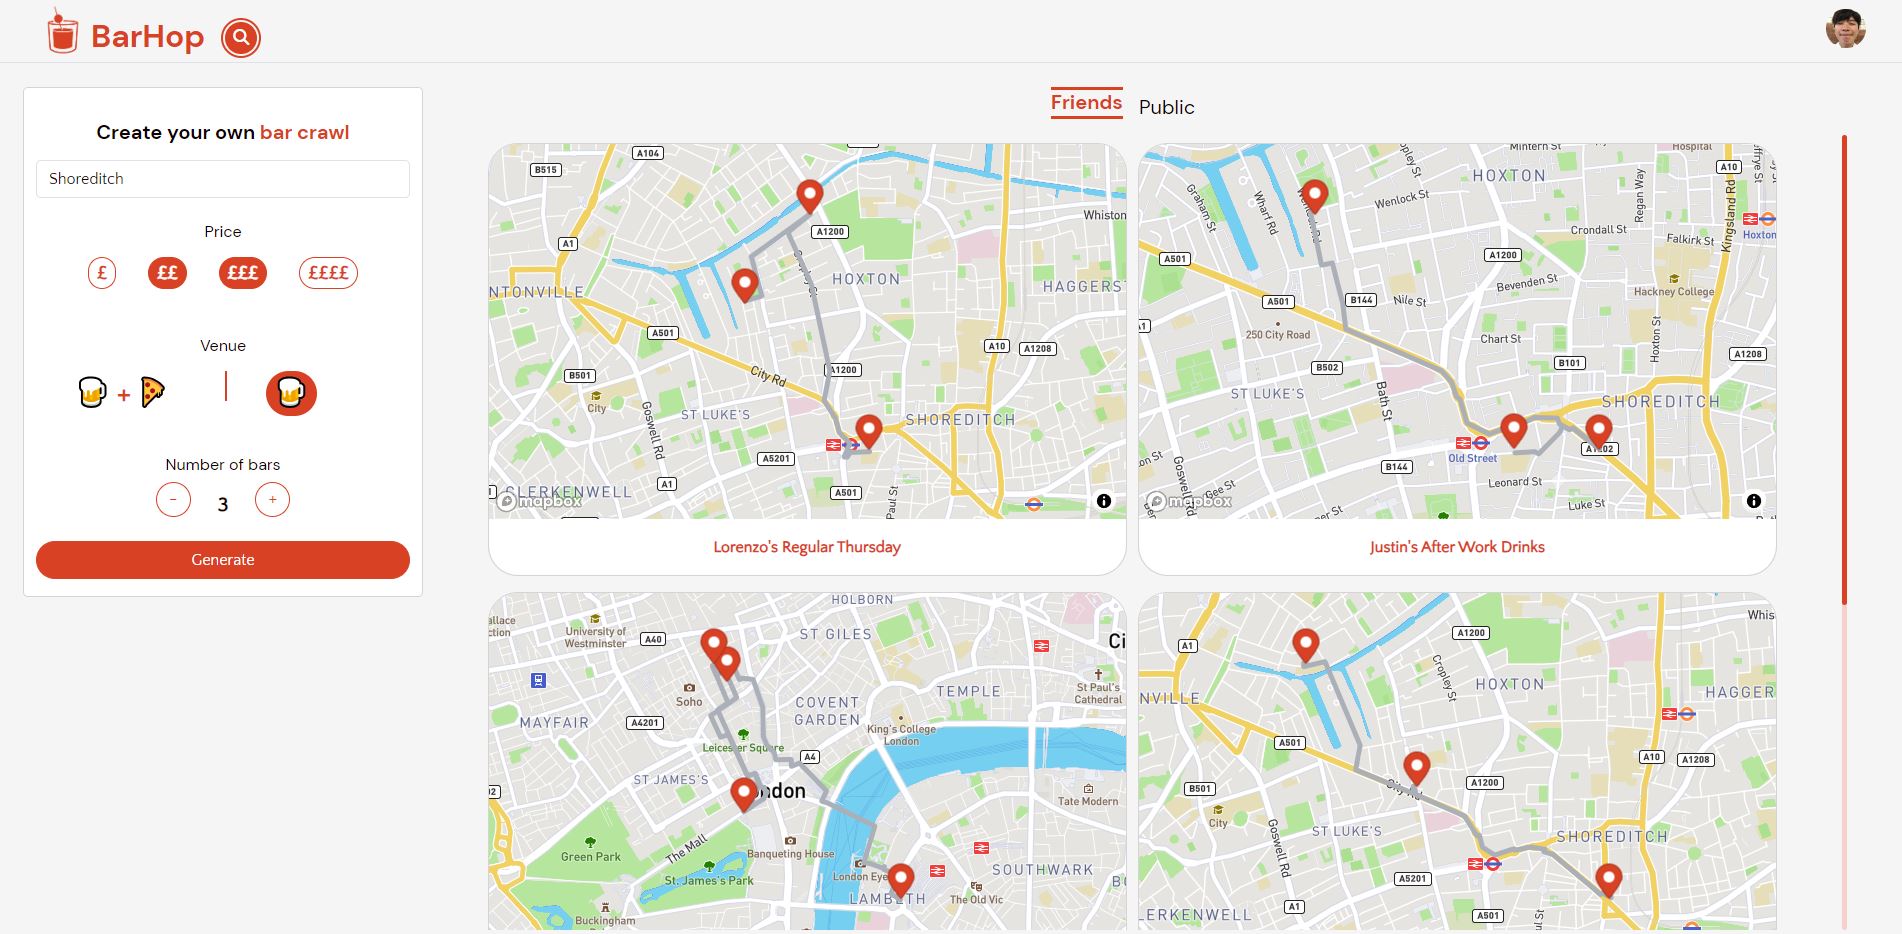 BarHop
Create your own bar crawl
Shoreditch
Price
£ ££ £££ ££££
Venue
+ |
Number of bars
- 3 +
Generate
Friends Public
A104
B515
A1
A1200
Whiston
NTONVILLE
HOXTON
HAGGERS
A501
A10
A1208
City Rd
A1200
B501
City
Goswell Rd
ST LUKE'S
SHOREDITCH
A5201
A1
A501
Paul St
CLERKENWELL
mapbox
Lorenzo's Regular Thursday
Mintern St
Hospital
A10
HOXTON
Graham St
Wharf Rd
Wenlock St
Regan Way
Kingsland Rd
Crondall St
Falkirk St
Hoxton
A501
A1200
Bevenden St
Hackney College
A501
B144
Nile St
250 City Road
Chart St
Hoxton St
A1208
B502
B101
ST LUKE'S
Bath St
SHOREDITCH
Old Street
B144
Leonard St
Goswell Rd
Luke St
mapbox
Justin's After Work Drinks
HOLBORN
University of
Westminster
A40
ST GILES
TEMPLE
St Paul's
Cathedral
Soho
MAYFAIR
A4201
COVENT
GARDEN
King's College
London
Leicester Square
A4
ST JAMES'S
Tate Modern
Green Park
The Mall
Banqueting House
St. James's Park
London Eye
SOUTHWARK
LAMBETH
The Old Vic
Buckingham
A1200
Whis
A1
Cropley St
HOXTON
NVILLE
HAGGER
A501
A10
A1208
A1200
B501
City
Goswell Rd
ST LUKE'S
SHOREDITCH
A5201
A1
A501
LERKENWELL